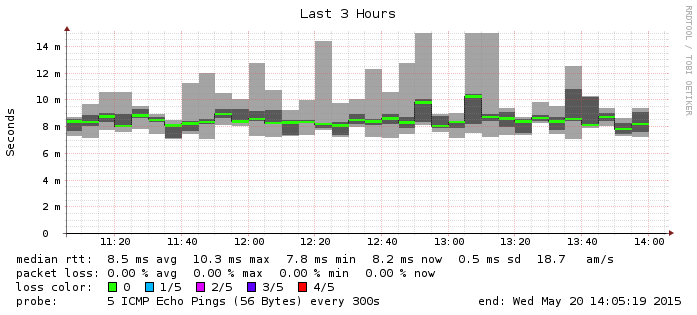 Last 3 Hours
RRDTOOL / TOBI OETIKER
Seconds
14 m
12 m
10 m
8 m
6 m
4 m
2 m
0
11:20 11:40 12:00 12:20 12:40 13:00 13:20 13:40 14:00
median rtt: 8.5 ms avg 10.3 ms max 7.8 ms min 8.2 ms now 0.5 ms sd 18.7 am/s
packet loss: 0.00 % avg 0.00 % max 0.00 % min 0.00 % now
loss color: 0 1/5 2/5 3/5 4/5
probe: 5 ICMP Echo Pings (56 Bytes) every 300s end: Wed May 20 14:05:19 2015